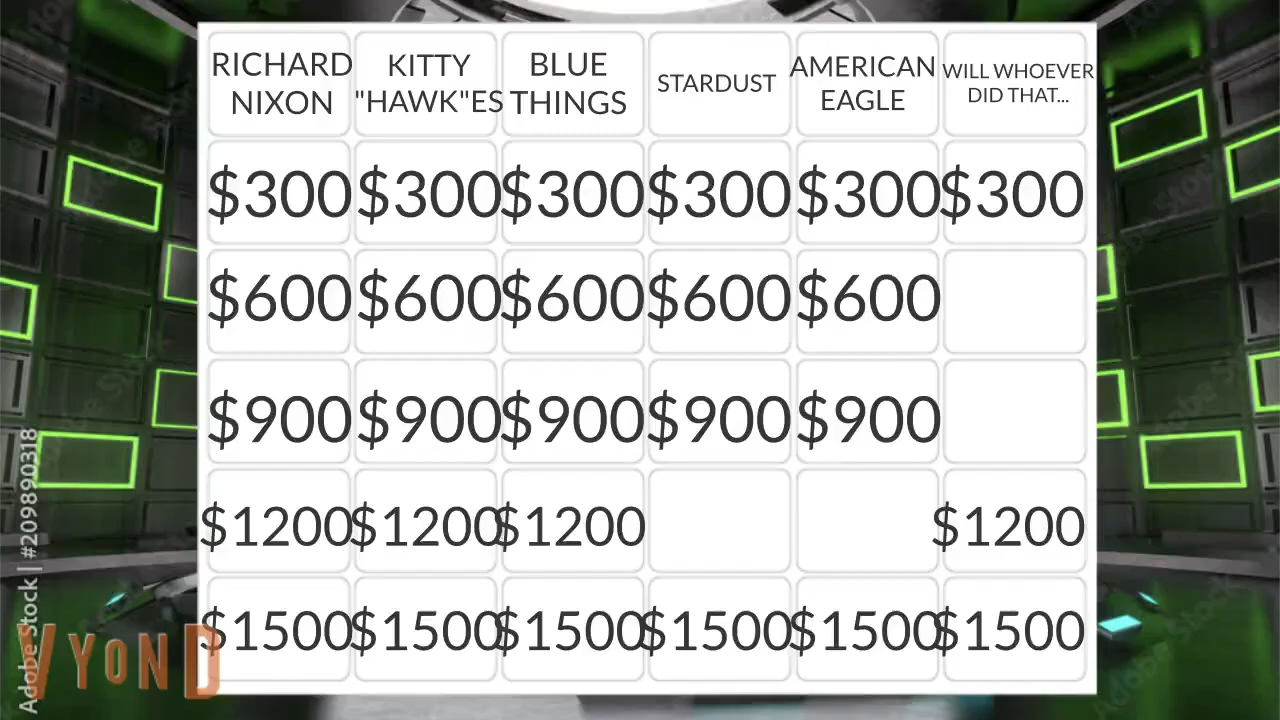 RICHARD NIXON
KITTY "HAWK"ES
BLUE THINGS
STARDUST
AMERICAN EAGLE
WILL WHOEVER DID THAT...
$300 $300 $300 $300 $300 $300
$600 $600 $600 $600 $600
$900 $900 $900 $900 $900
$1200 $1200 $1200 $1200
$1500 $1500 $1500 $1500 $1500 $1500
Adobe Stock | #209890318
VYOND